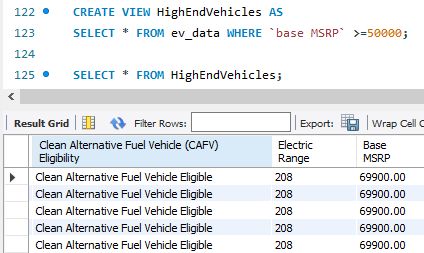 122 CREATE VIEW HighEndVehicles AS
123 SELECT * FROM ev_data WHERE `base MSRP` >=50000;
124
125 SELECT * FROM HighEndVehicles;
Result Grid Filter Rows: Export: Wrap Cell C
Clean Alternative Fuel Vehicle (CAFV) Electric Base
Eligibility Range MSRP
Clean Alternative Fuel Vehicle Eligible 208 69900.00
Clean Alternative Fuel Vehicle Eligible 208 69900.00
Clean Alternative Fuel Vehicle Eligible 208 69900.00
Clean Alternative Fuel Vehicle Eligible 208 69900.00
Clean Alternative Fuel Vehicle Eligible 208 69900.00